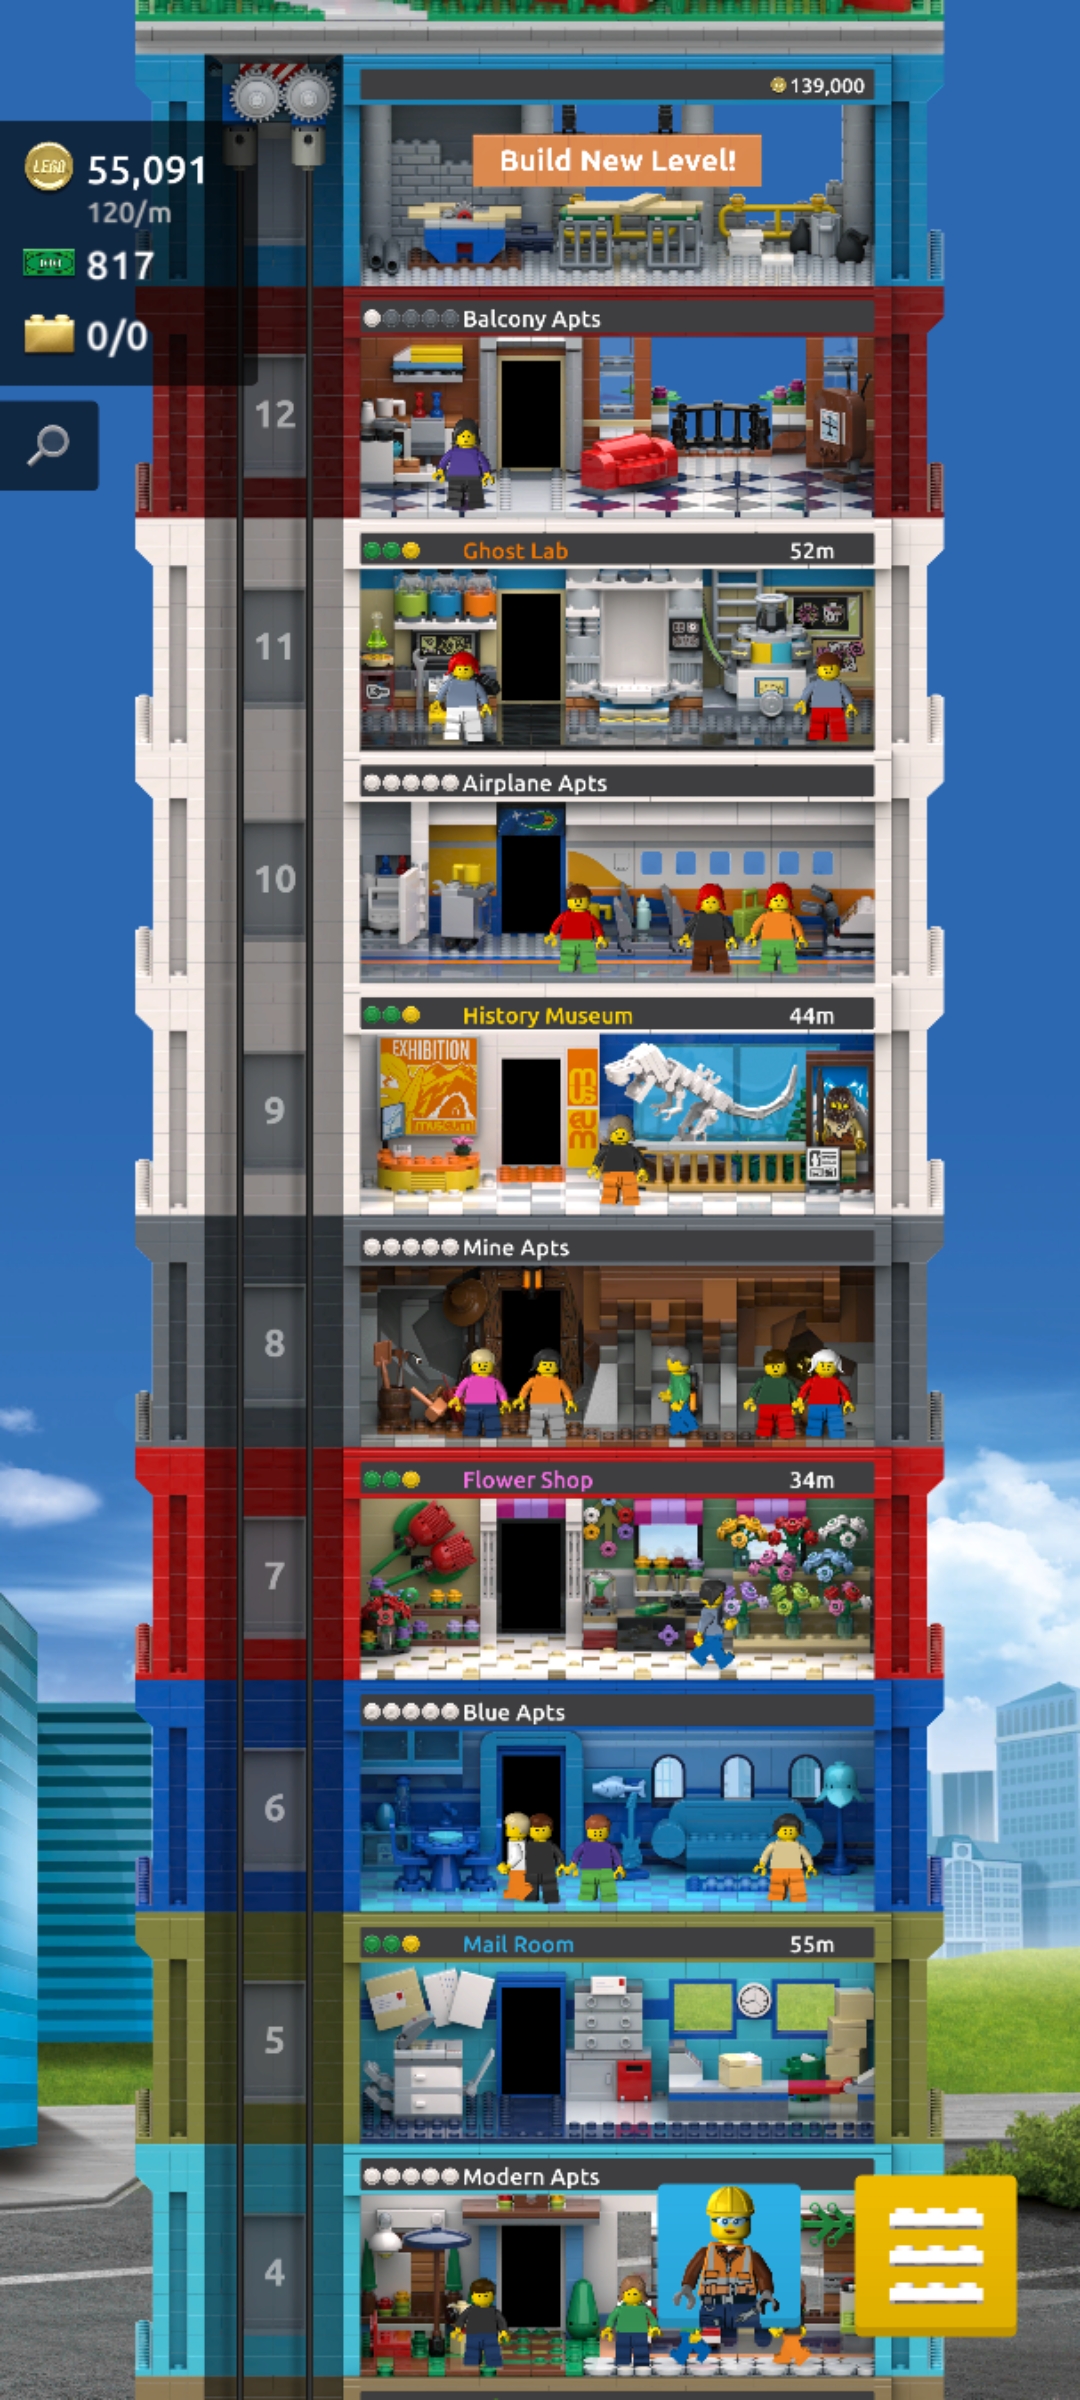 139,000
Build New Level!
LEGO 55,091
120/m
817
0/0
Balcony Apts
12
Ghost Lab 52m
11
Airplane Apts
10
History Museum 44m
EXHIBITION
museum
9
Mine Apts
8
Flower Shop 34m
7
Blue Apts
6
Mail Room 55m
5
Modern Apts
4